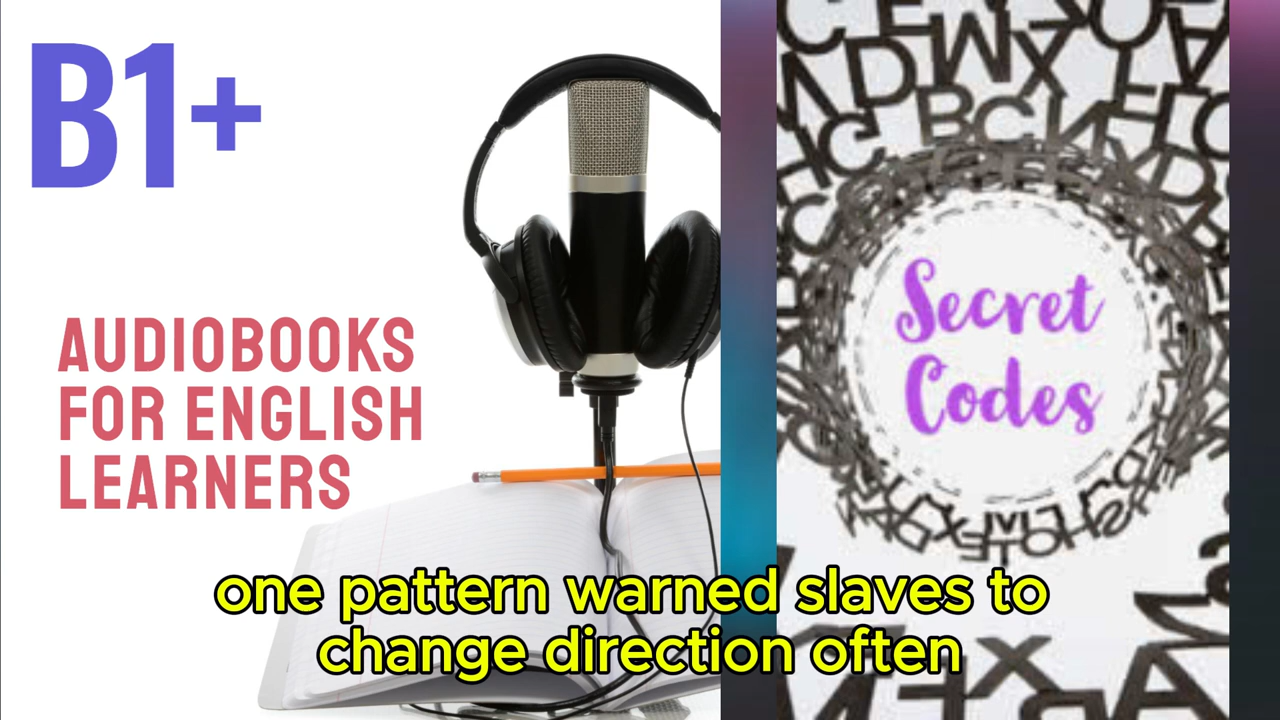 B1+
AUDIOBOOKS
FOR ENGLISH
LEARNERS
Secret
Codes
one pattern warned slaves to
change direction often